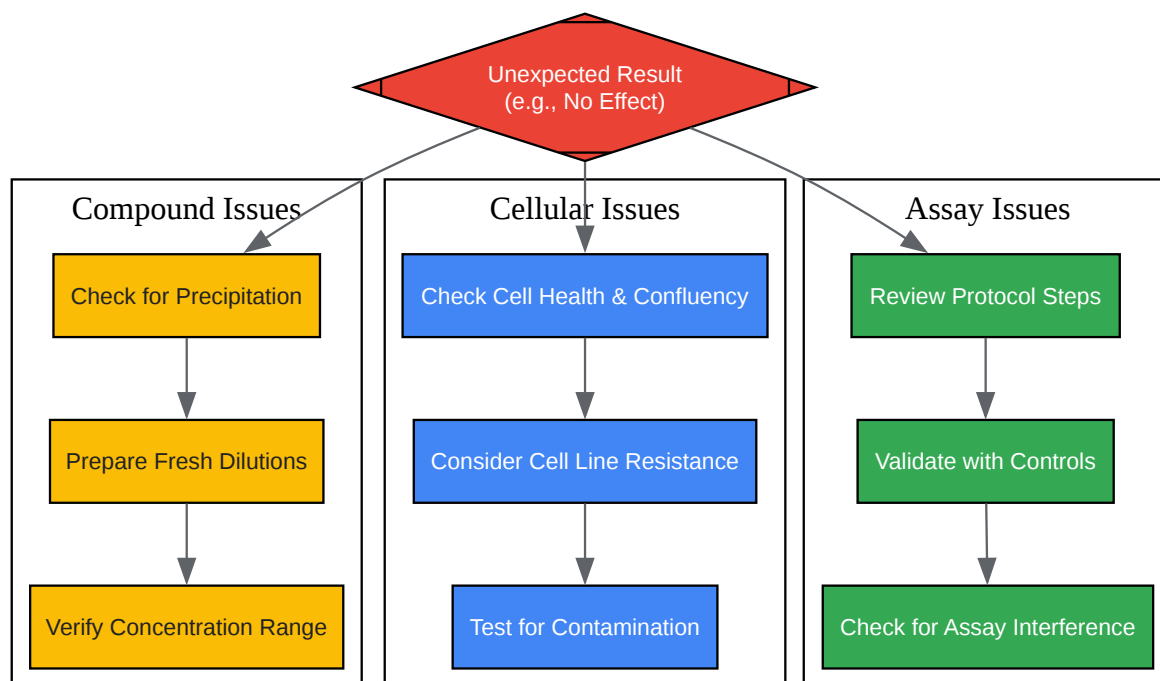 Unexpected Result
(e.g., No Effect)
Compound Issues
Check for Precipitation
Prepare Fresh Dilutions
Verify Concentration Range
Cellular Issues
Check Cell Health & Confluency
Consider Cell Line Resistance
Test for Contamination
Assay Issues
Review Protocol Steps
Validate with Controls
Check for Assay Interference